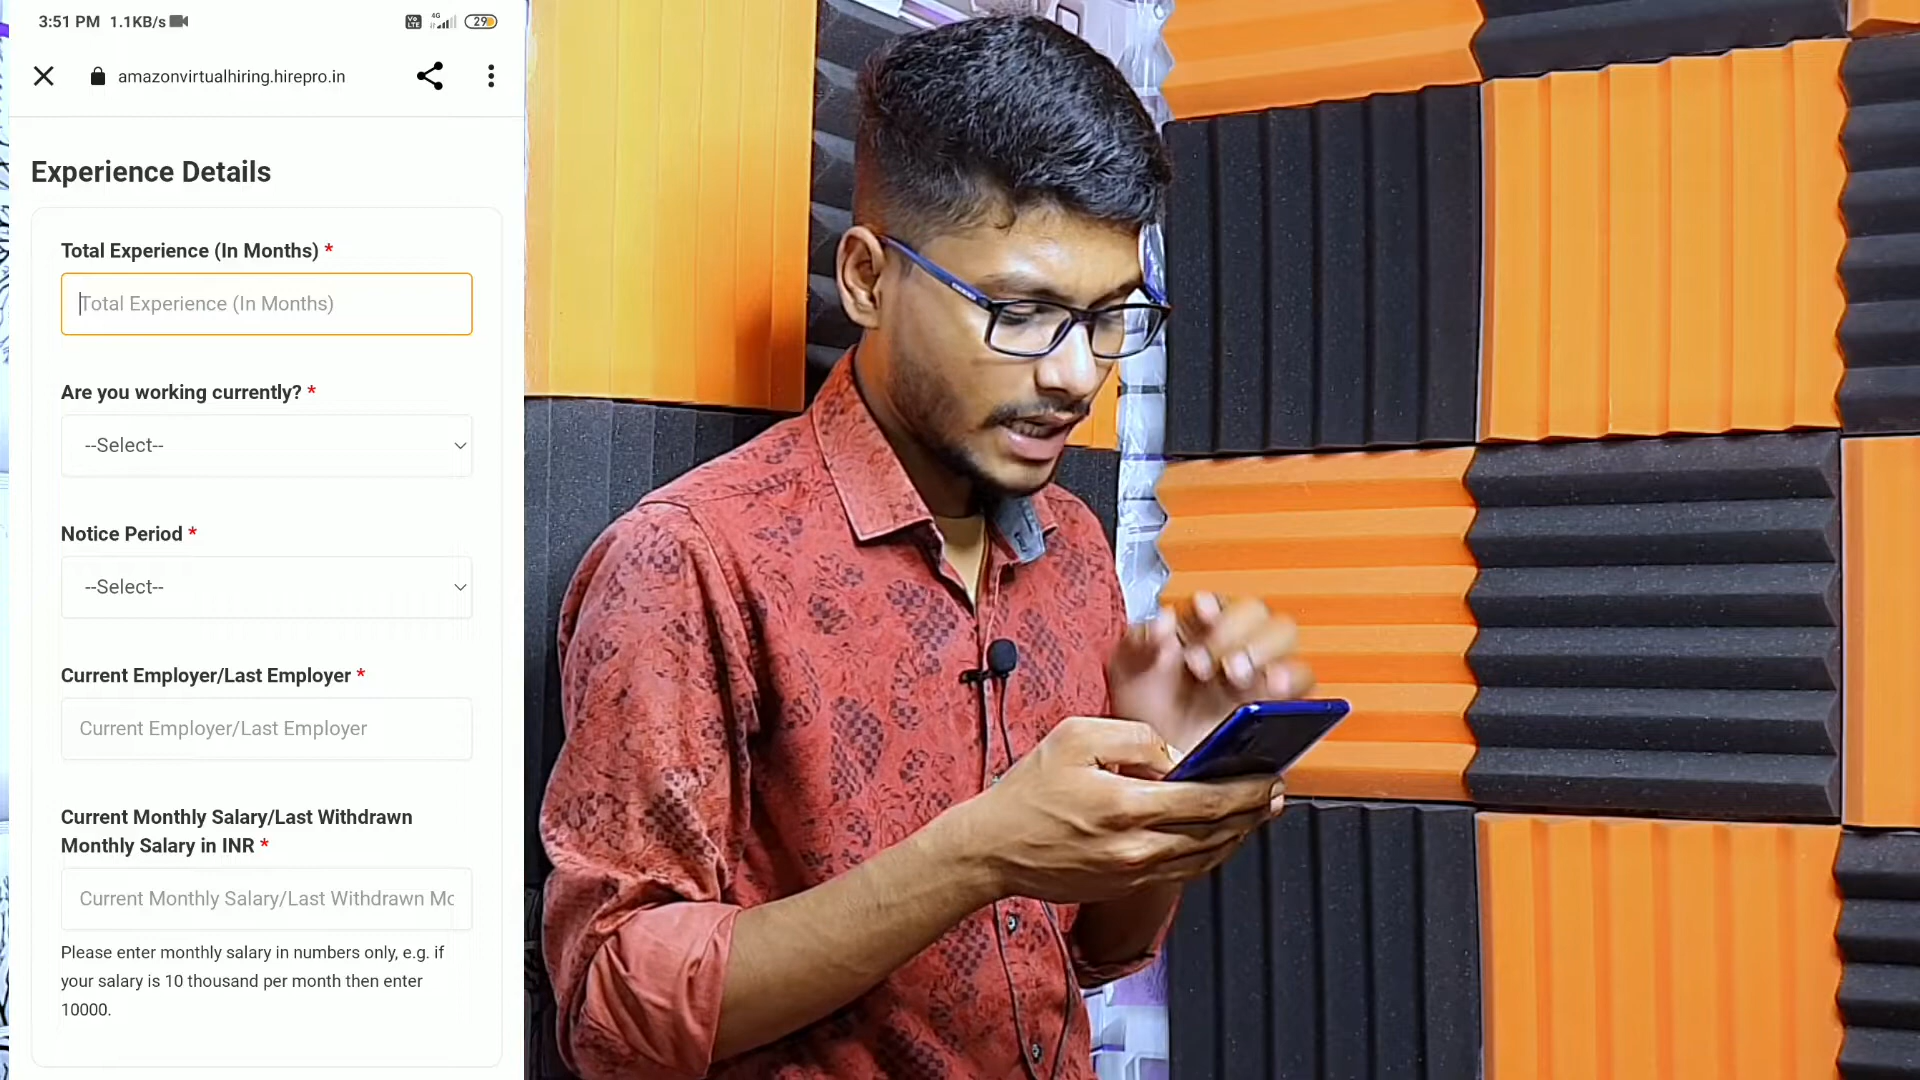 3:51 PM 1.1KB/s
Vo LTE 4G 29
amazonvirtualhiring.hirepro.in
Experience Details
Total Experience (In Months) *
Total Experience (In Months)
Are you working currently? *
--Select--
Notice Period *
--Select--
Current Employer/Last Employer *
Current Employer/Last Employer
Current Monthly Salary/Last Withdrawn
Monthly Salary in INR *
Current Monthly Salary/Last Withdrawn Mc
Please enter monthly salary in numbers only, e.g. if
your salary is 10 thousand per month then enter
10000.